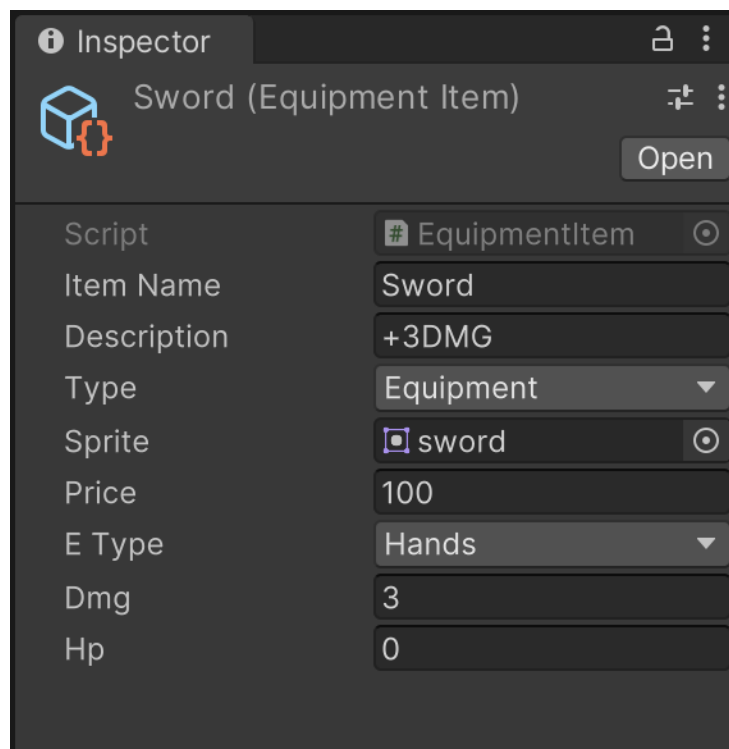 Inspector
Sword (Equipment Item)
Open
Script # EquipmentItem
Item Name Sword
Description +3DMG
Type Equipment
Sprite sword
Price 100
E Type Hands
Dmg 3
Hp 0